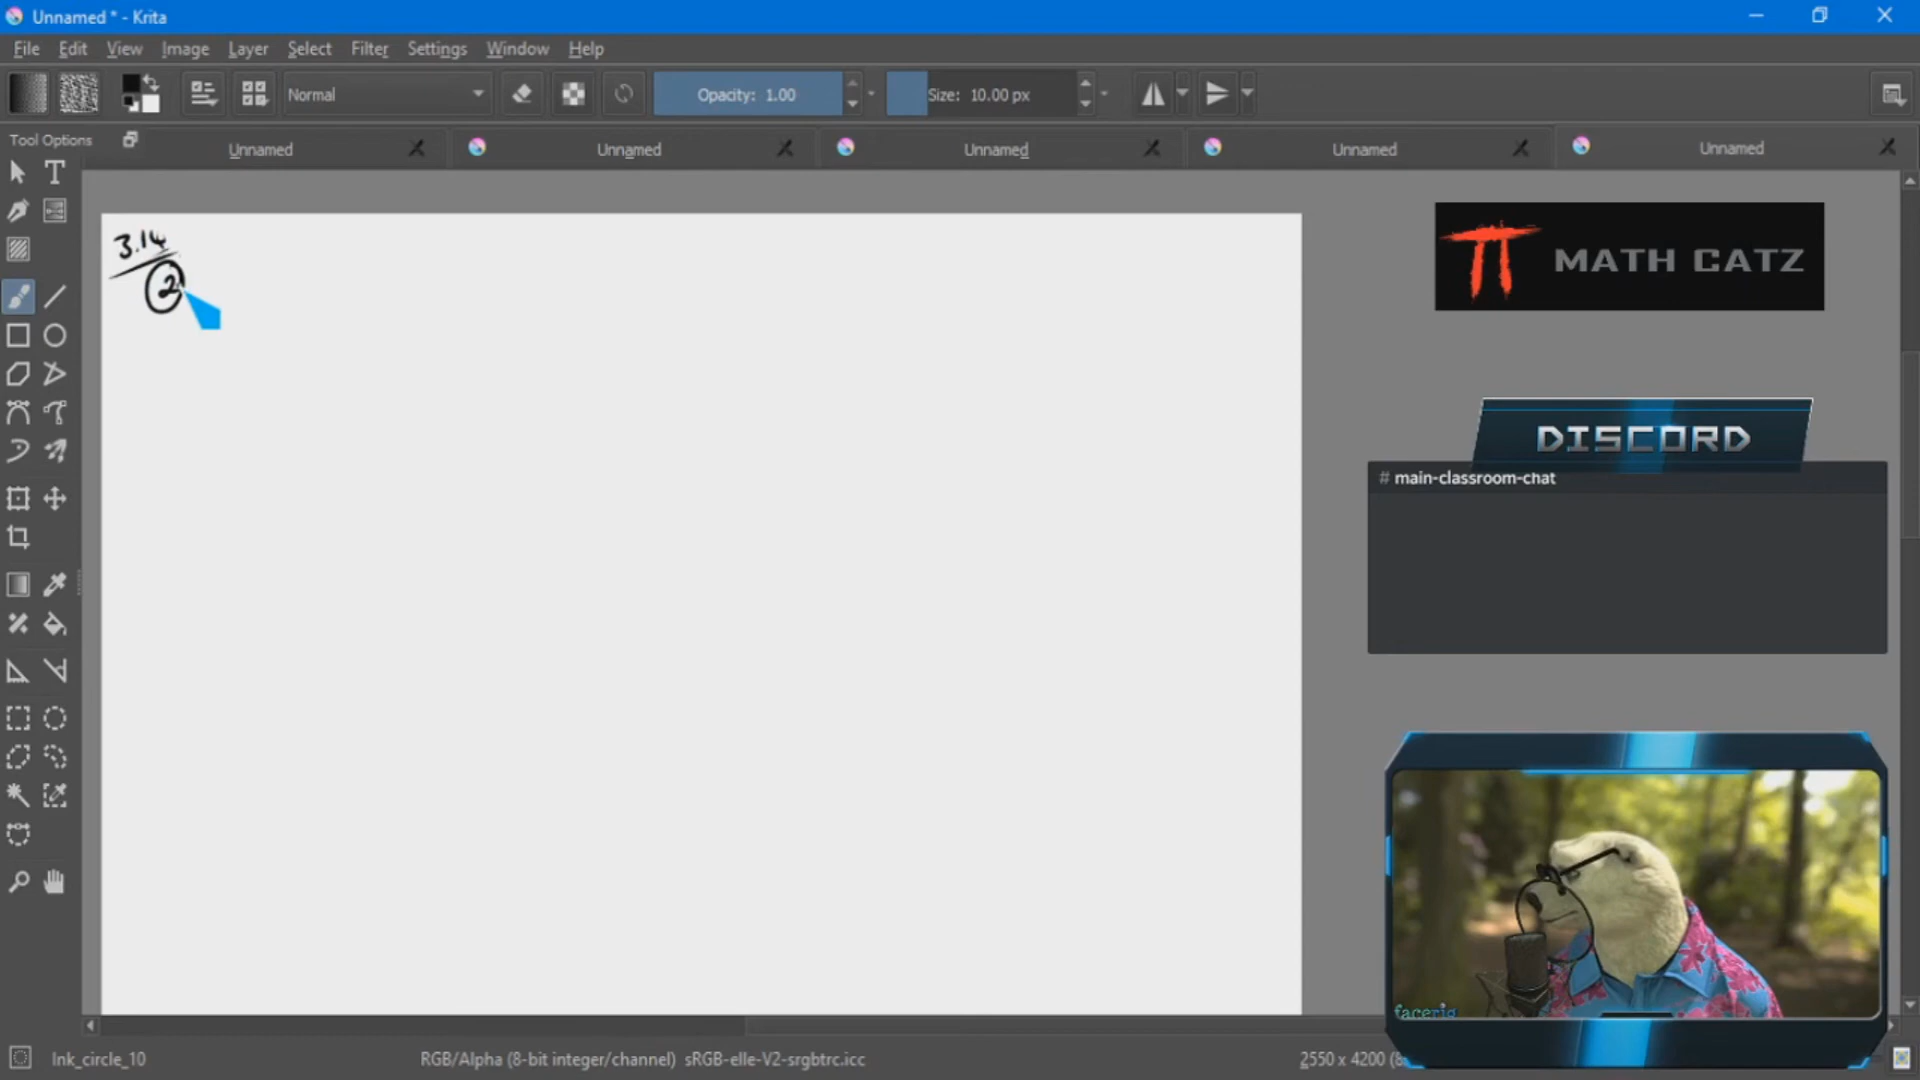 Unnamed * - Krita
File Edit View Image Layer Select Filter Settings Window Help
Normal Opacity: 1.00 Size: 10.00 px
Tool Options Unnamed Unnamed Unnamed Unnamed Unnamed
3.14
2
π MATH CATZ
DISCORD
# main-classroom-chat
facerig
Ink_circle_10 RGB/Alpha (8-bit integer/channel) sRGB-elle-V2-srgbtrc.icc 2550 x 4200